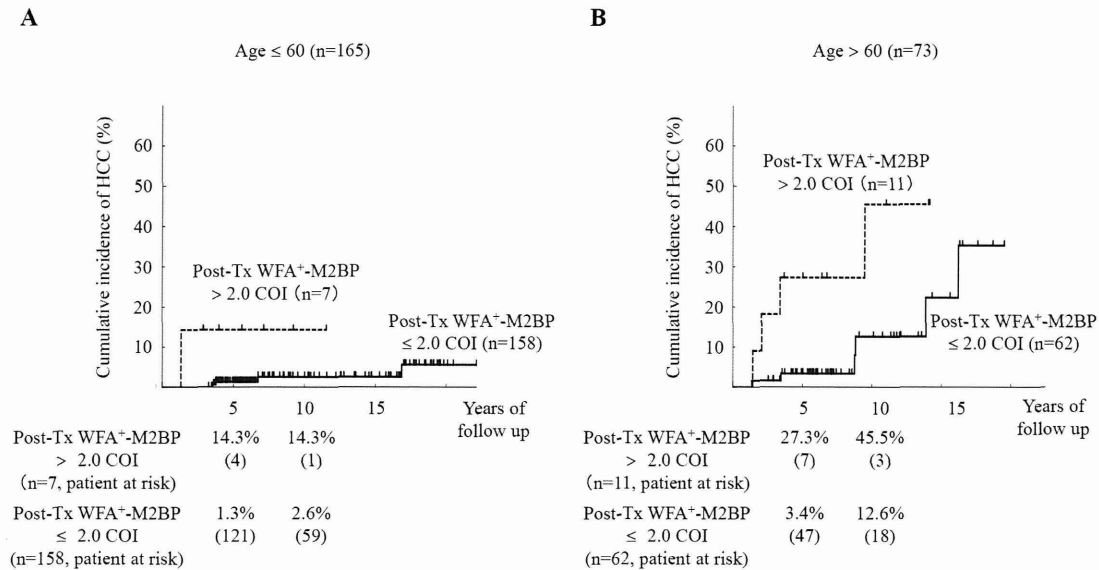 A
Age ≤ 60 (n=165)
Cumulative incidence of HCC (%)
60
50
40
30
20
10
Post-Tx WFA⁺-M2BP
> 2.0 COI (n=7)
Post-Tx WFA⁺-M2BP
≤ 2.0 COI (n=158)
5 10 15 Years of
follow up
Post-Tx WFA⁺-M2BP 14.3% 14.3%
> 2.0 COI (4) (1)
(n=7, patient at risk)
Post-Tx WFA⁺-M2BP 1.3% 2.6%
≤ 2.0 COI (121) (59)
(n=158, patient at risk)
B
Age > 60 (n=73)
Cumulative incidence of HCC (%)
60
50
40
30
20
10
Post-Tx WFA⁺-M2BP
> 2.0 COI (n=11)
Post-Tx WFA⁺-M2BP
≤ 2.0 COI (n=62)
5 10 15 Years of
follow up
Post-Tx WFA⁺-M2BP 27.3% 45.5%
> 2.0 COI (7) (3)
(n=11, patient at risk)
Post-Tx WFA⁺-M2BP 3.4% 12.6%
≤ 2.0 COI (47) (18)
(n=62, patient at risk)